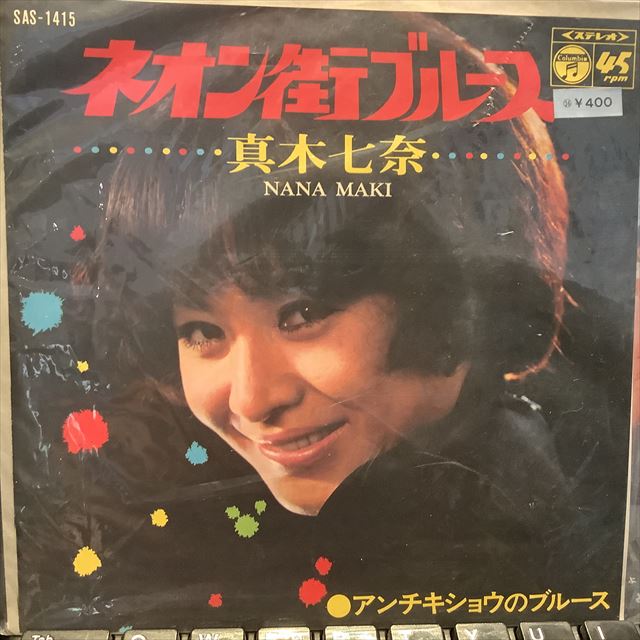 SAS-1415
<ステレオ>
Columbia
45 rpm
¥400
ネオン街ブルース
真木七奈
NANA MAKI
●アンチキショウのブルース
Tab
Q W
Y U I